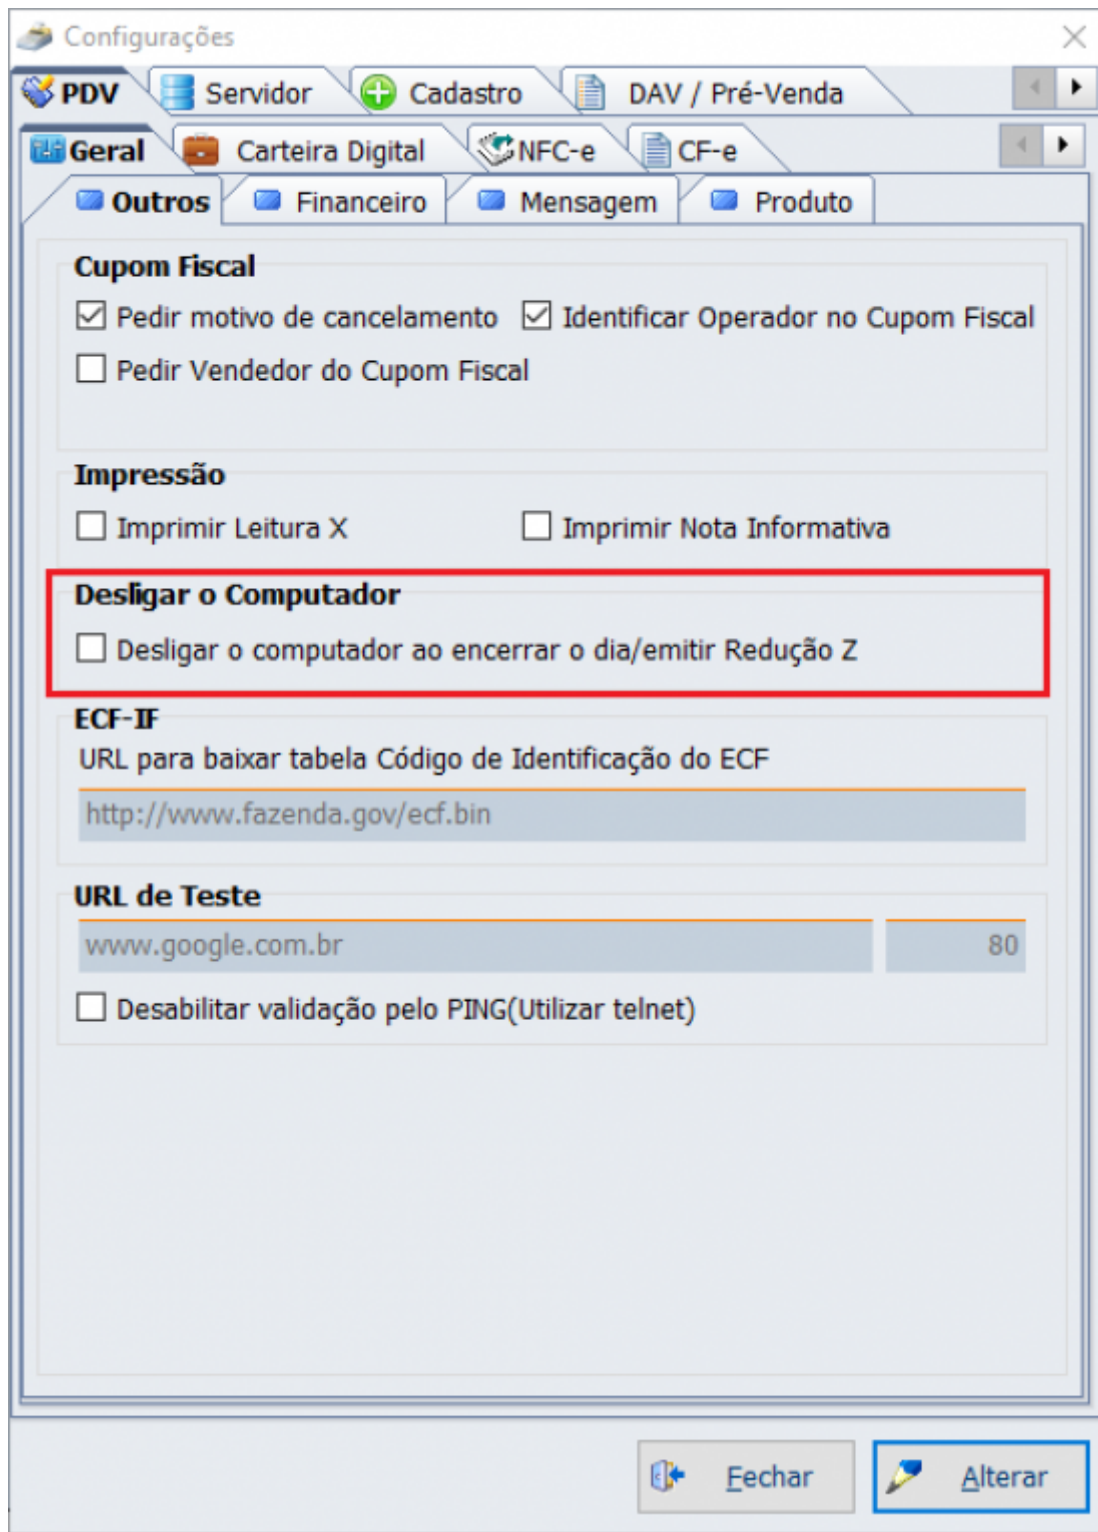 Configurações
PDV Servidor Cadastro DAV / Pré-Venda
Geral Carteira Digital NFC-e CF-e
Outros Financeiro Mensagem Produto
Cupom Fiscal
Pedir motivo de cancelamento Identificar Operador no Cupom Fiscal
Pedir Vendedor do Cupom Fiscal
Impressão
Imprimir Leitura X Imprimir Nota Informativa
Desligar o Computador
Desligar o computador ao encerrar o dia/emitir Redução Z
ECF-IF
URL para baixar tabela Código de Identificação do ECF
http://www.fazenda.gov/ecf.bin
URL de Teste
www.google.com.br 80
Desabilitar validação pelo PING(Utilizar telnet)
Fechar Alterar